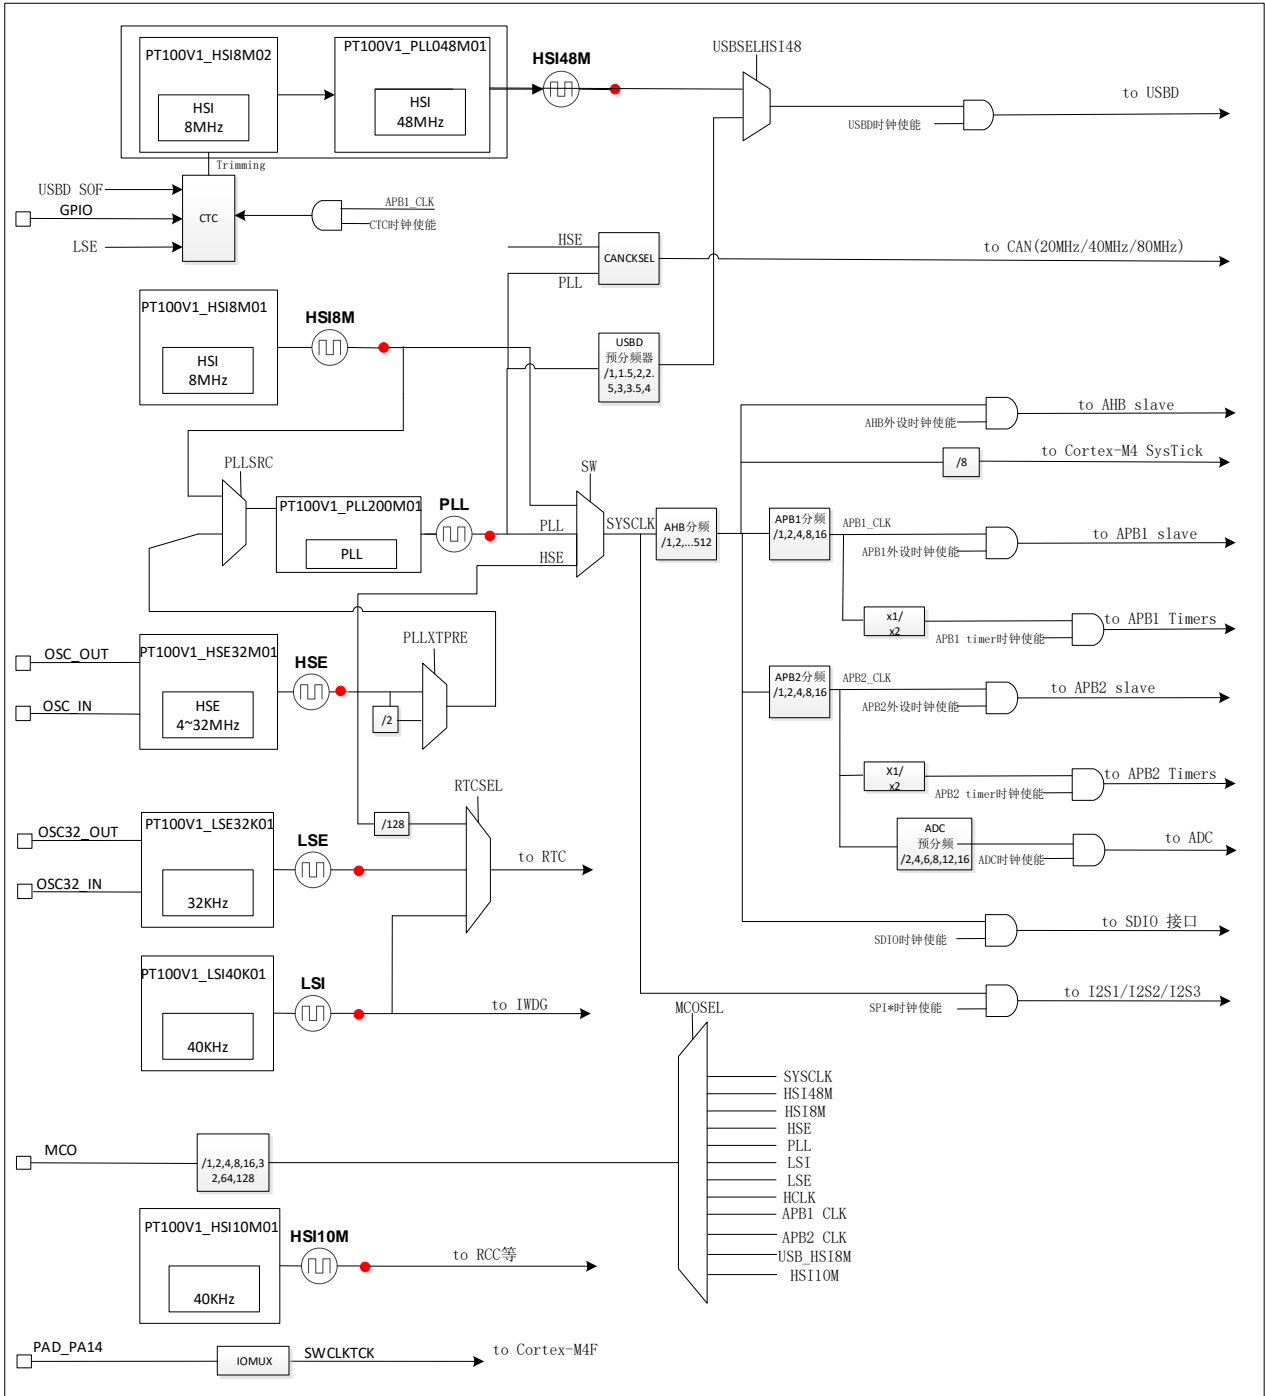 PT100V1_HSI8M02
HSI
8MHz
PT100V1_PLL048M01
HSI
48MHz
HSI48M
USBSELHSI48
USBD时钟使能
to USBD
Trimming
USBD SOF
GPIO
LSE
CTC
APB1_CLK
CTC时钟使能
HSE
PLL
CANCKSEL
to CAN(20MHz/40MHz/80MHz)
PT100V1_HSI8M01
HSI
8MHz
HSI8M
USBD
预分频器
/1,1.5,2,2.
5,3,3.5,4
AHB外设时钟使能
to AHB slave
/8
to Cortex-M4 SysTick
PLLSRC
PT100V1_PLL200M01
PLL
PLL
SW
PLL
HSE
SYSCLK
AHB分频
/1,2,...512
APB1分频
/1,2,4,8,16
APB1_CLK
APB1外设时钟使能
to APB1 slave
x1/
x2
APB1 timer时钟使能
to APB1 Timers
OSC_OUT
OSC_IN
PT100V1_HSE32M01
HSE
4~32MHz
HSE
PLLXTPRE
/2
APB2分频
/1,2,4,8,16
APB2_CLK
APB2外设时钟使能
to APB2 slave
X1/
x2
APB2 timer时钟使能
to APB2 Timers
ADC
预分频
/2,4,6,8,12,16
ADC时钟使能
to ADC
OSC32_OUT
OSC32_IN
PT100V1_LSE32K01
32KHz
LSE
/128
RTCSEL
to RTC
SDIO时钟使能
to SDIO 接口
PT100V1_LSI40K01
40KHz
LSI
to IWDG
SPI*时钟使能
to I2S1/I2S2/I2S3
MCOSEL
SYSCLK
HSI48M
HSI8M
HSE
PLL
LSI
LSE
HCLK
APB1 CLK
APB2 CLK
USB_HSI8M
HSI10M
MCO
/1,2,4,8,16,3
2,64,128
PT100V1_HSI10M01
40KHz
HSI10M
to RCC等
PAD_PA14
IOMUX
SWCLKTCK
to Cortex-M4F